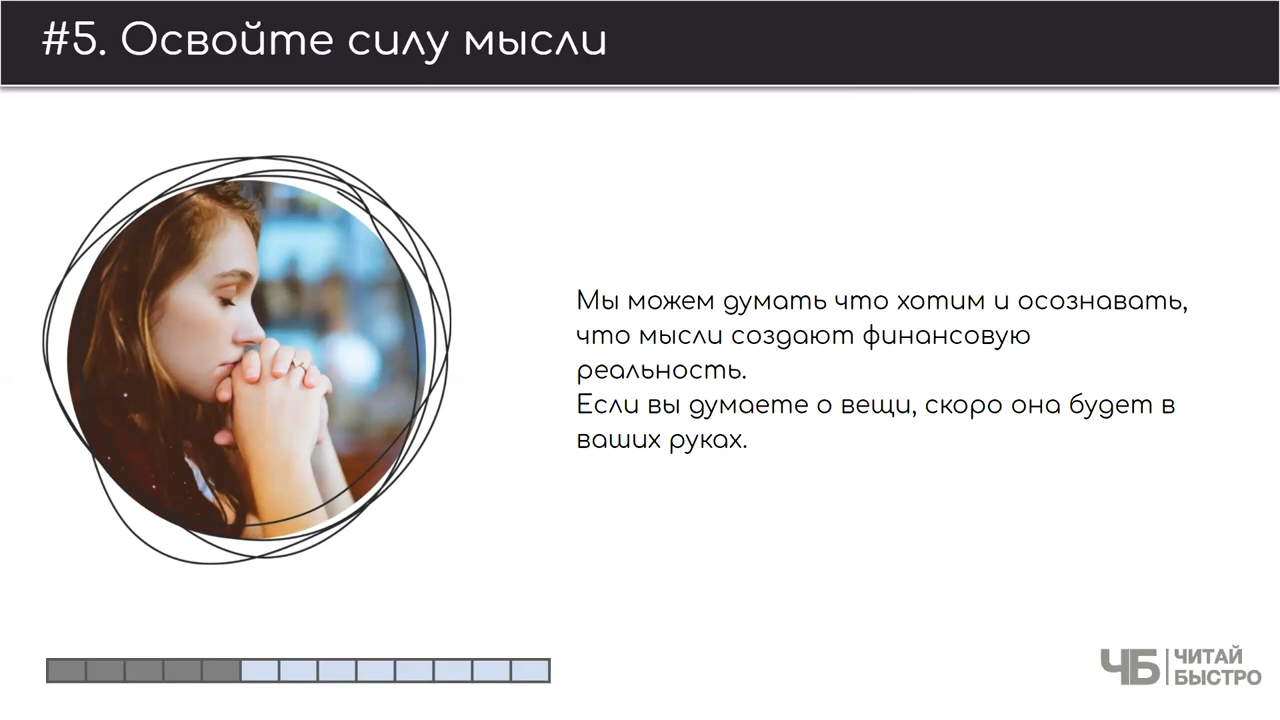 #5. Освойте силу мысли
Мы можем думать что хотим и осознавать,
что мысли создают финансовую
реальность.
Если вы думаете о вещи, скоро она будет в
ваших руках.
ЧБ
ЧИТАЙ
БЫСТРО